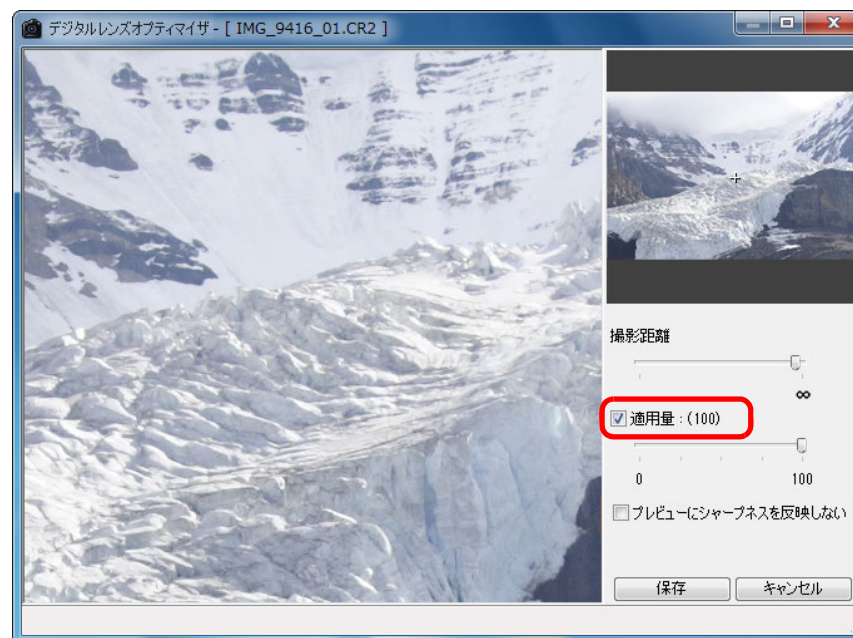 デジタルレンズオプティマイザ - [ IMG_9416_01.CR2 ]
撮影距離
∞
適用量 : (100)
0 100
プレビューにシャープネスを反映しない
保存 キャンセル